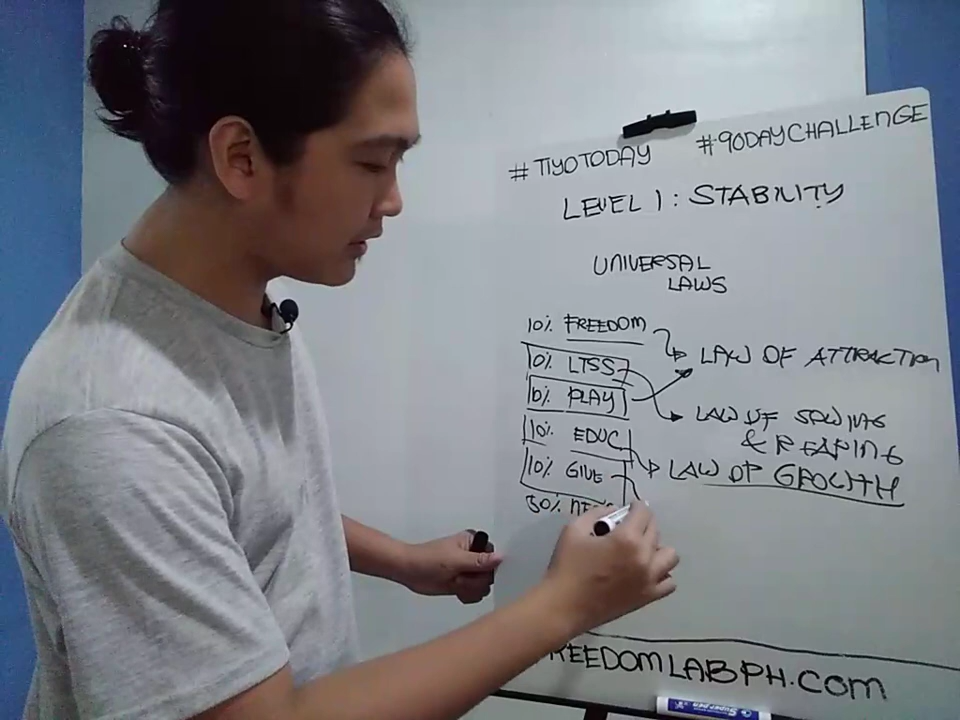 #TIYOTODAY #90DAYCHALLENGE
LEVEL 1: STABILITY
UNIVERSAL
LAWS
10% FREEDOM
LAW OF ATTRACTION
10% LTSS
10% PLAY
LAW OF SOWING
& REAPING
10% EDUC
LAW OF GROWTH
10% GIVE
50%
FREEDOMLABPH.COM